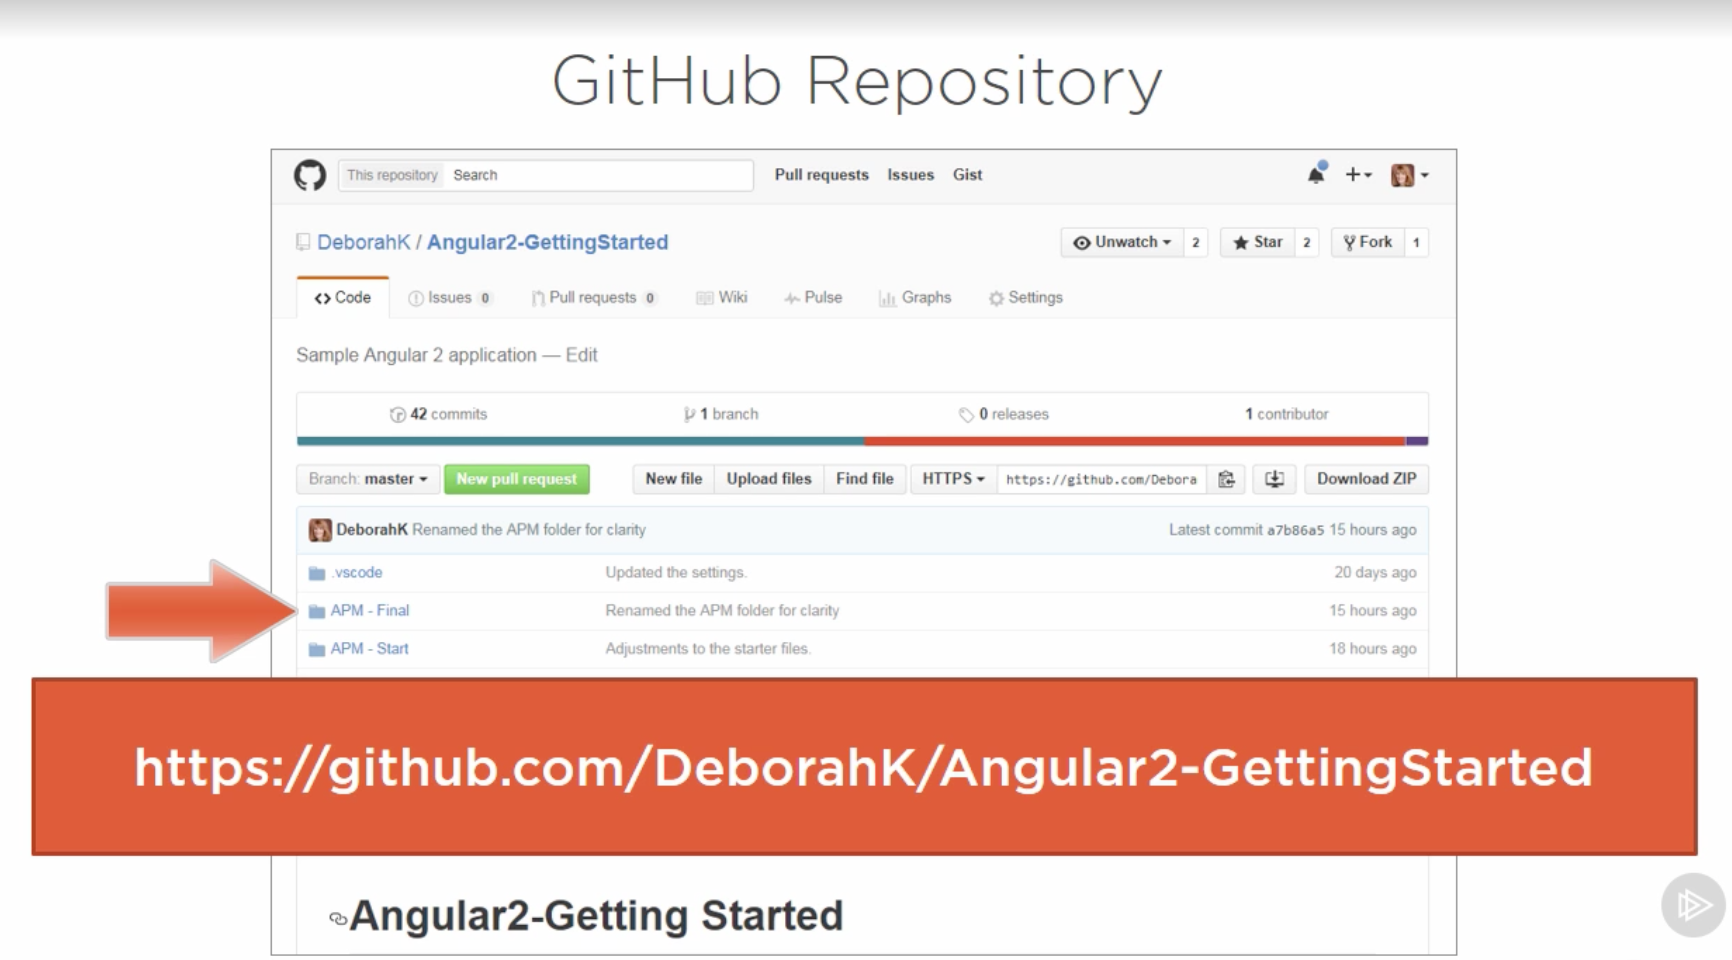 GitHub Repository
This repository Search Pull requests Issues Gist
DeborahK / Angular2-GettingStarted Unwatch 2 Star 2 Fork 1
Code Issues 0 Pull requests 0 Wiki Pulse Graphs Settings
Sample Angular 2 application — Edit
42 commits 1 branch 0 releases 1 contributor
Branch: master New pull request New file Upload files Find file HTTPS https://github.com/Debora Download ZIP
DeborahK Renamed the APM folder for clarity Latest commit a7b86a5 15 hours ago
.vscode Updated the settings. 20 days ago
APM - Final Renamed the APM folder for clarity 15 hours ago
APM - Start Adjustments to the starter files. 18 hours ago
https://github.com/DeborahK/Angular2-GettingStarted
Angular2-Getting Started